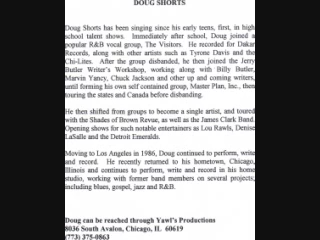 DOUG SHORTS
Doug Shorts has been singing since his early teens, first, in high
school talent shows. Immediately after school, Doug joined a
popular R&B vocal group, The Visitors. He recorded for Dakar
Records, along with other artists such as Tyrone Davis and the
Chi-Lites. After the group disbanded, he then joined the Jerry
Butler Writer's Workshop, working along with Billy Butler,
Marvin Yancy, Chuck Jackson and other up and coming writers,
until forming his own self contained group, Master Plan, Inc., then
touring the states and Canada before disbanding.
He then shifted from groups to become a single artist, and toured
with the Shades of Brown Revue, as well as the James Clark Band.
Opening shows for such notable entertainers as Lou Rawls, Denise
LaSalle and the Detroit Emeralds.
Moving to Los Angeles in 1986, Doug continued to perform, write
and record. He recently returned to his hometown, Chicago,
Illinois and continues to perform, write and record in his home
studio, working with former band members on several projects;
including blues, gospel, jazz and R&B.
Doug can be reached through Yawl's Productions
8036 South Avalon, Chicago, IL 60619
(773) 375-0863